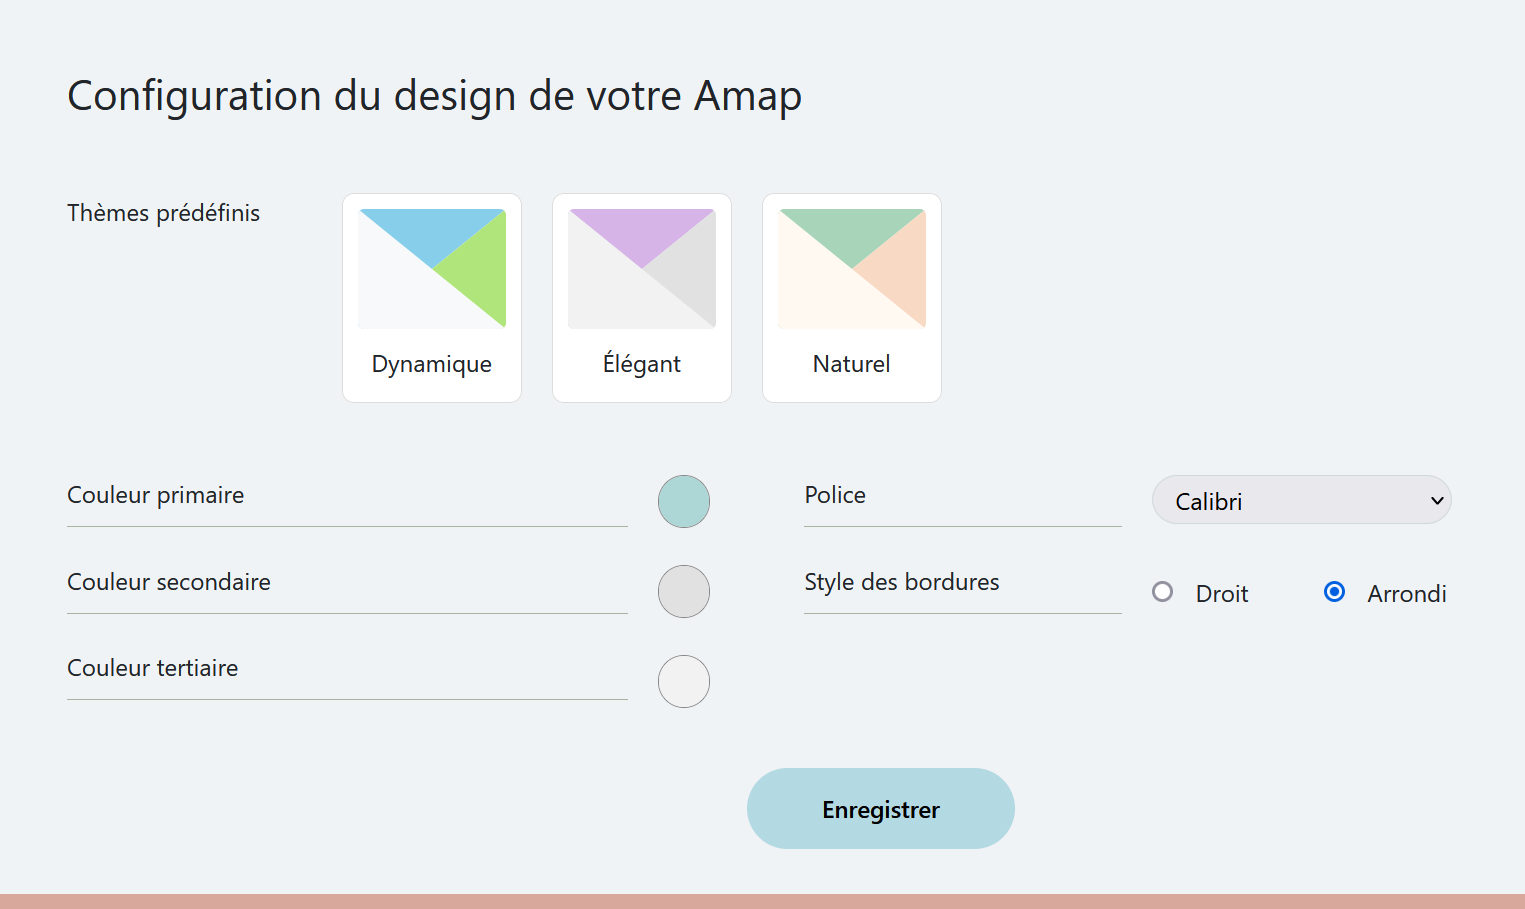 Configuration du design de votre Amap
Thèmes prédéfinis
Dynamique
Élégant
Naturel
Couleur primaire
Police
Calibri
Couleur secondaire
Style des bordures
Droit
Arrondi
Couleur tertiaire
Enregistrer